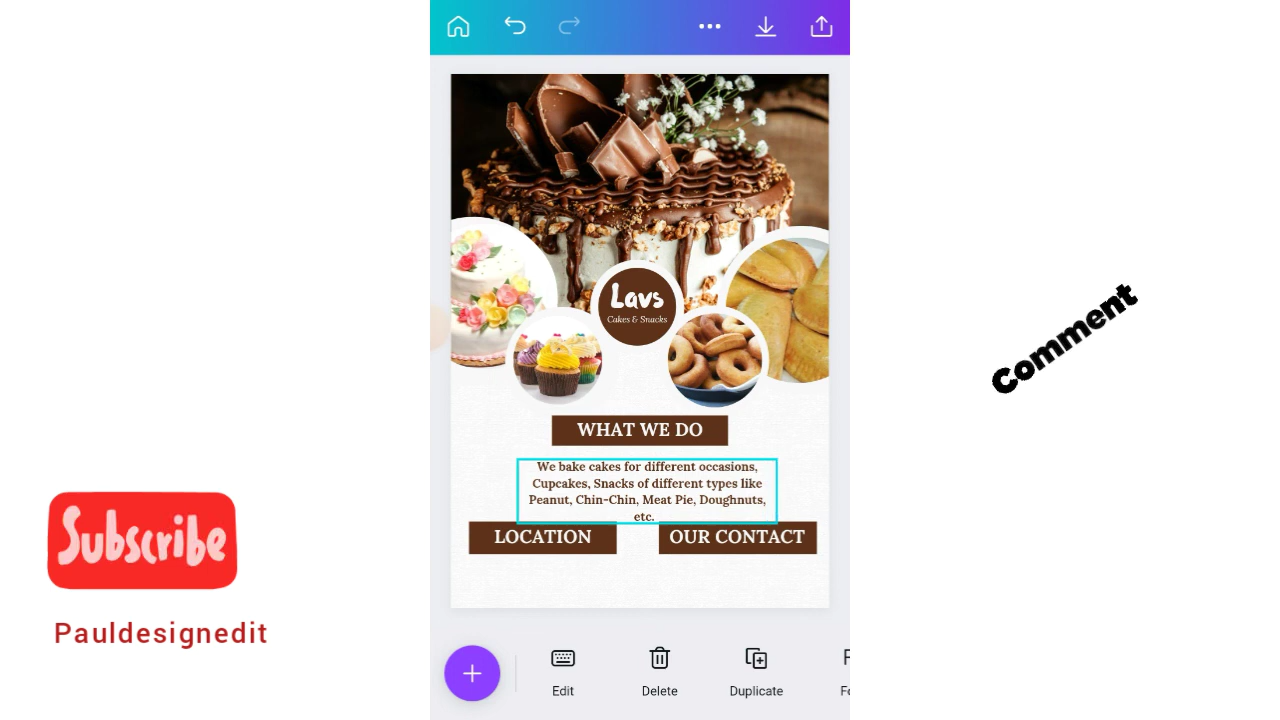 Lavs
Cakes & Snacks
WHAT WE DO
We bake cakes for different occasions,
Cupcakes, Snacks of different types like
Peanut, Chin-Chin, Meat Pie, Doughnuts,
etc.
LOCATION
OUR CONTACT
Edit
Delete
Duplicate
Subscribe
Pauldesignedit
Comment